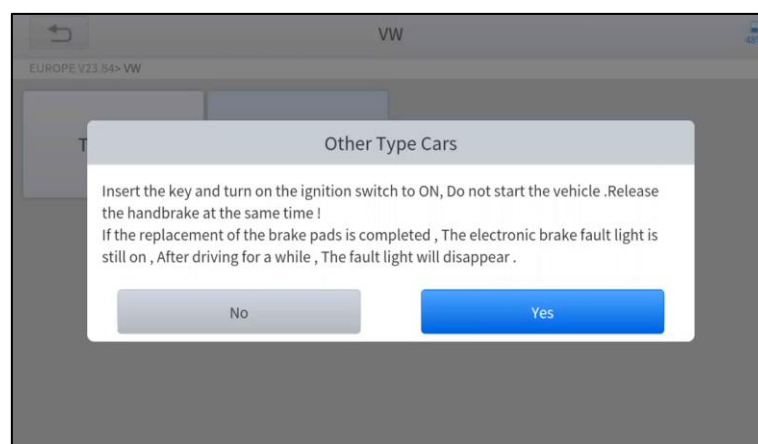 VW
EUROPE V23.84> VW
T
Other Type Cars
Insert the key and turn on the ignition switch to ON, Do not start the vehicle .Release
the handbrake at the same time !
If the replacement of the brake pads is completed , The electronic brake fault light is
still on , After driving for a while , The fault light will disappear .
No
Yes